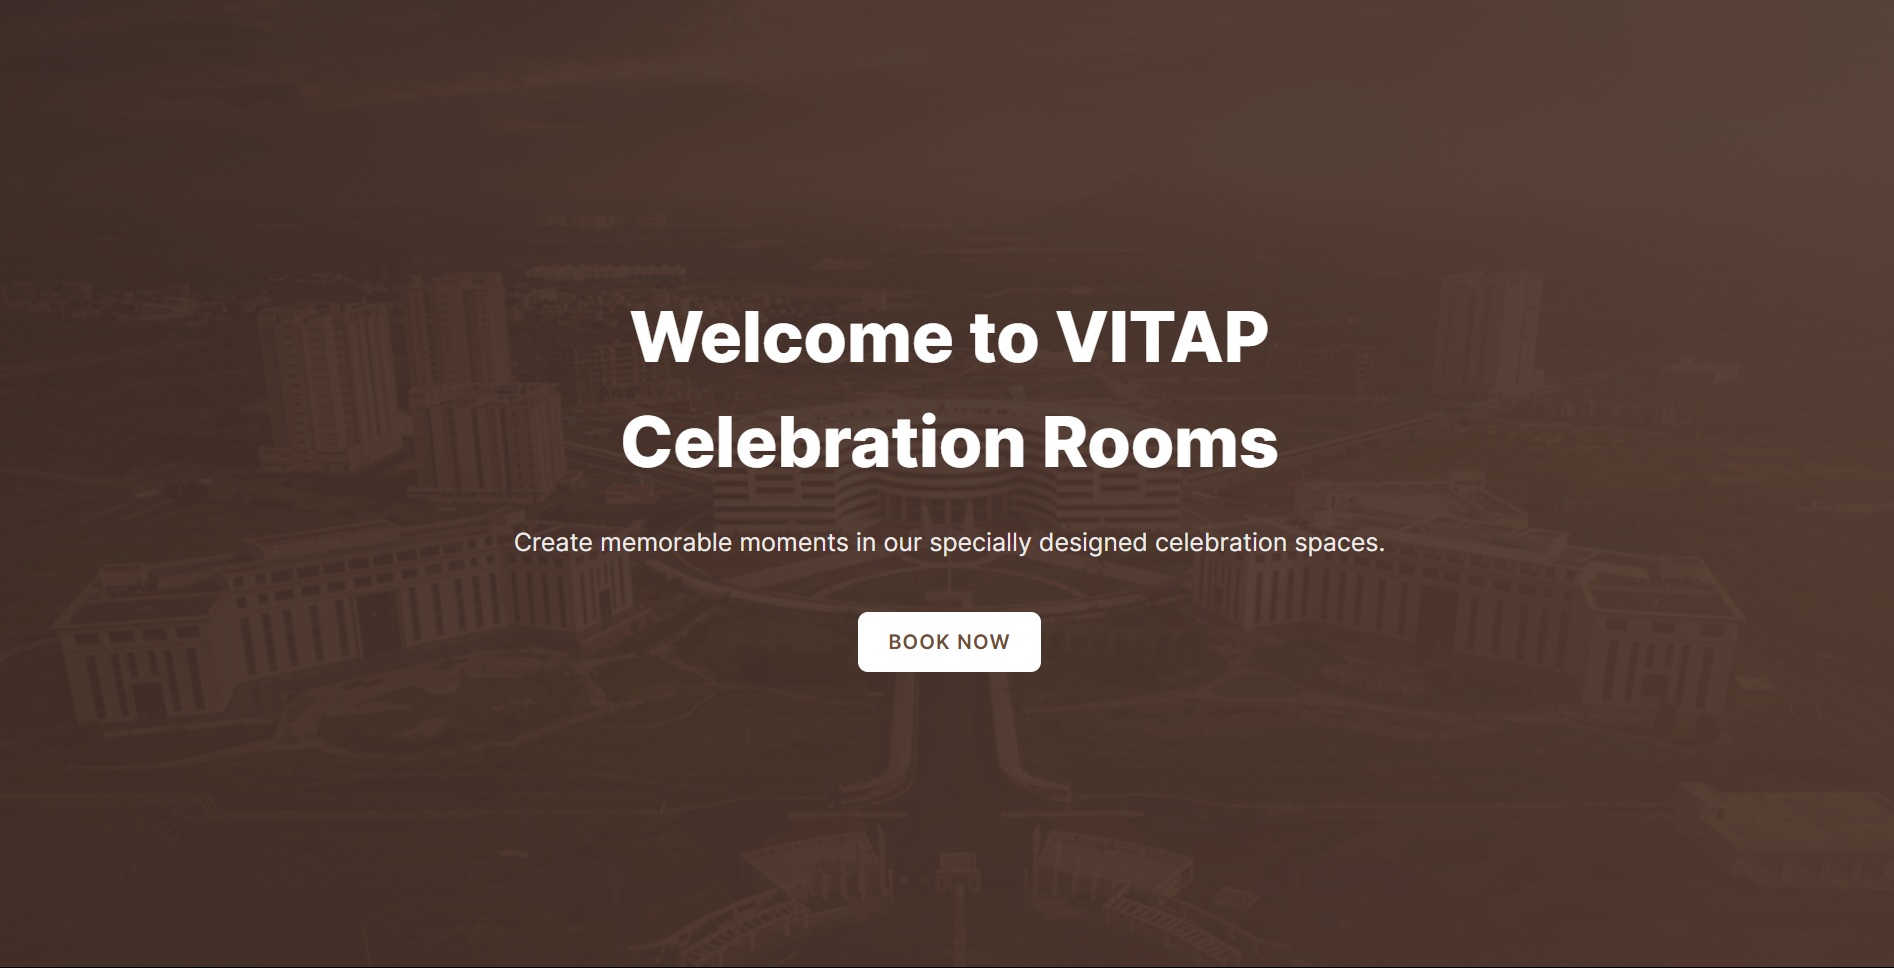 Welcome to VITAP
Celebration Rooms
Create memorable moments in our specially designed celebration spaces.
BOOK NOW